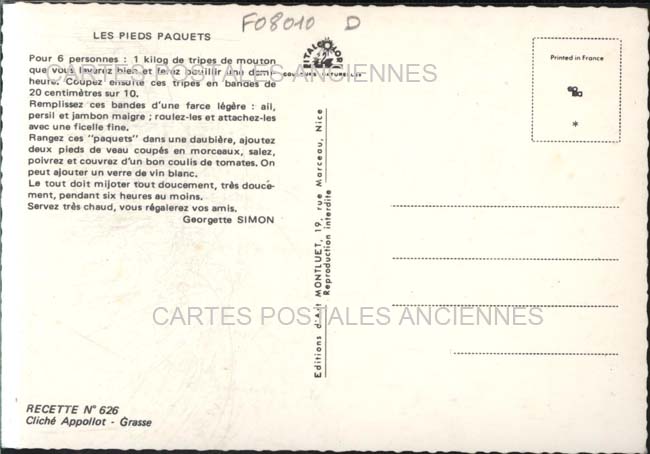 F08010 D
LES PIEDS PAQUETS
Pour 6 personnes : 1 kilog de tripes de mouton
que vous laverez bien et ferez bouillir un demi
heure. Coupez ensuite ces tripes en bandes de
20 centimètres sur 10.
Remplissez ces bandes d'une farce légère : ail,
persil et jambon maigre ; roulez-les et attachez-les
avec une ficelle fine.
Rangez ces "paquets" dans une daubière, ajoutez
deux pieds de veau coupés en morceaux, salez,
poivrez et couvrez d'un bon coulis de tomates. On
peut ajouter un verre de vin blanc.
Le tout doit mijoter tout doucement, très douce-
ment, pendant six heures au moins.
Servez très chaud, vous régalerez vos amis.
Georgette SIMON
RECETTE N° 626
Cliché Appollot - Grasse
ITALCOLOR
COULEURS NATURELLES
Editions d'Art MONTLUET, 19, rue Marceau, Nice
Reproduction interdite
Printed in France
*
CARTES POSTALES ANCIENNES
CARTES POSTALES ANCIENNES